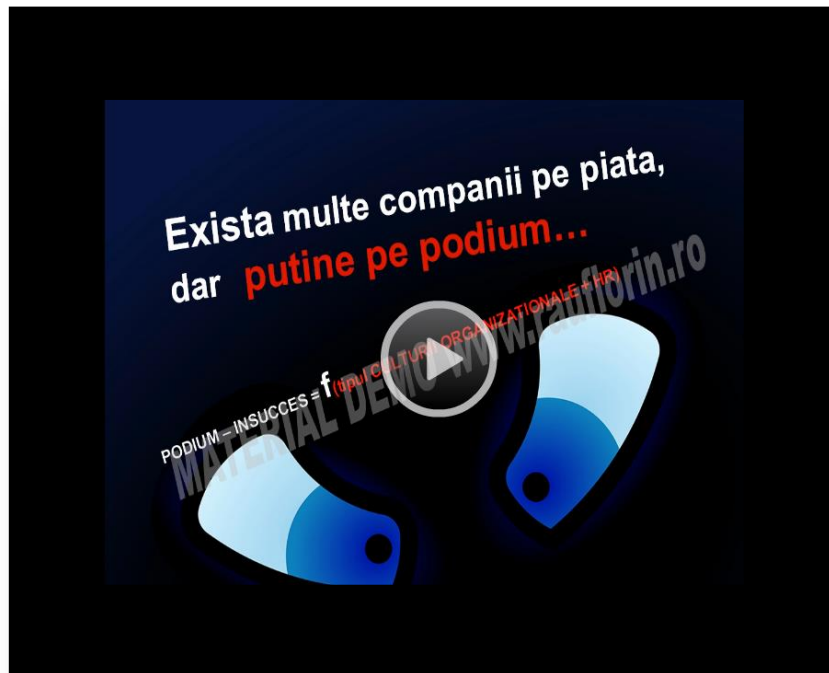 Exista multe companii pe piata,
dar putine pe podium...
PODIUM – INSUCCES = f(tipul CULTURII ORGANIZATIONALE + HR)
MATERIAL DEMO www.rauflorin.ro